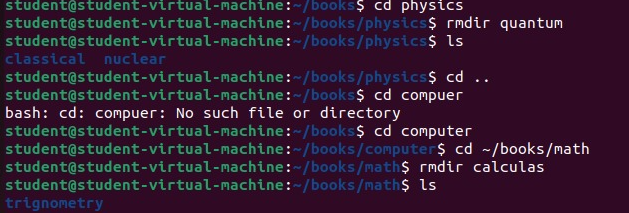 student@student-virtual-machine:~/books$ cd physics
student@student-virtual-machine:~/books/physics$ rmdir quantum
student@student-virtual-machine:~/books/physics$ ls
classical  nuclear
student@student-virtual-machine:~/books/physics$ cd ..
student@student-virtual-machine:~/books$ cd compuer
bash: cd: compuer: No such file or directory
student@student-virtual-machine:~/books$ cd computer
student@student-virtual-machine:~/books/computer$ cd ~/books/math
student@student-virtual-machine:~/books/math$ rmdir calculas
student@student-virtual-machine:~/books/math$ ls
trignometry